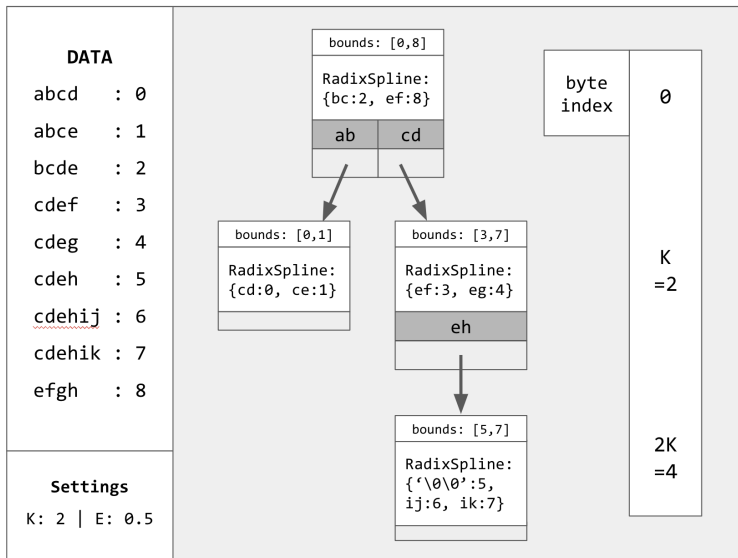 DATA
abcd : 0
abce : 1
bcde : 2
cdef : 3
cdeg : 4
cdeh : 5
cdehij : 6
cdehik : 7
efgh : 8
Settings
K: 2 | E: 0.5
bounds: [0,8]
RadixSpline:
{bc:2, ef:8}
ab cd
bounds: [0,1]
RadixSpline:
{cd:0, ce:1}
bounds: [3,7]
RadixSpline:
{ef:3, eg:4}
eh
bounds: [5,7]
RadixSpline:
{‘\0\0’:5,
ij:6, ik:7}
byte
index
0
K
=2
2K
=4